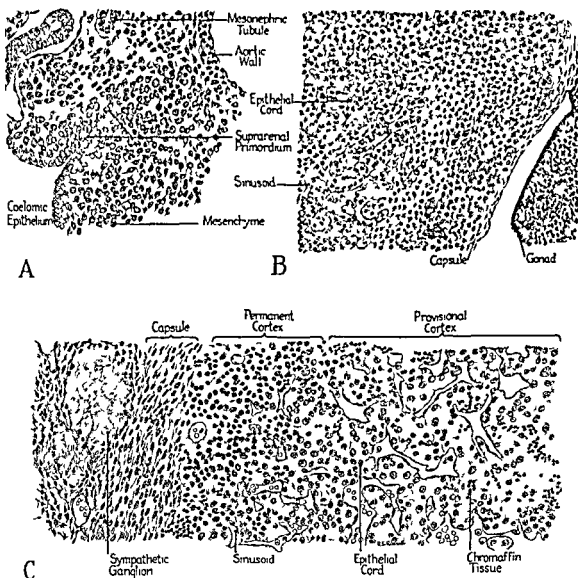 Mesonephric
Tubule
Aortic
Wall
Epithelial
Cord
Suprarenal
Primordium
Sinusoid
Coelomic
Epithelium
Mesenchyme
A
B
Capsule
Gonad
Capsule
Permanent
Cortex
Provisional
Cortex
C
Sympathetic
Ganglion
Sinusoid
Epithelial
Cord
Chromaffin
Tissue